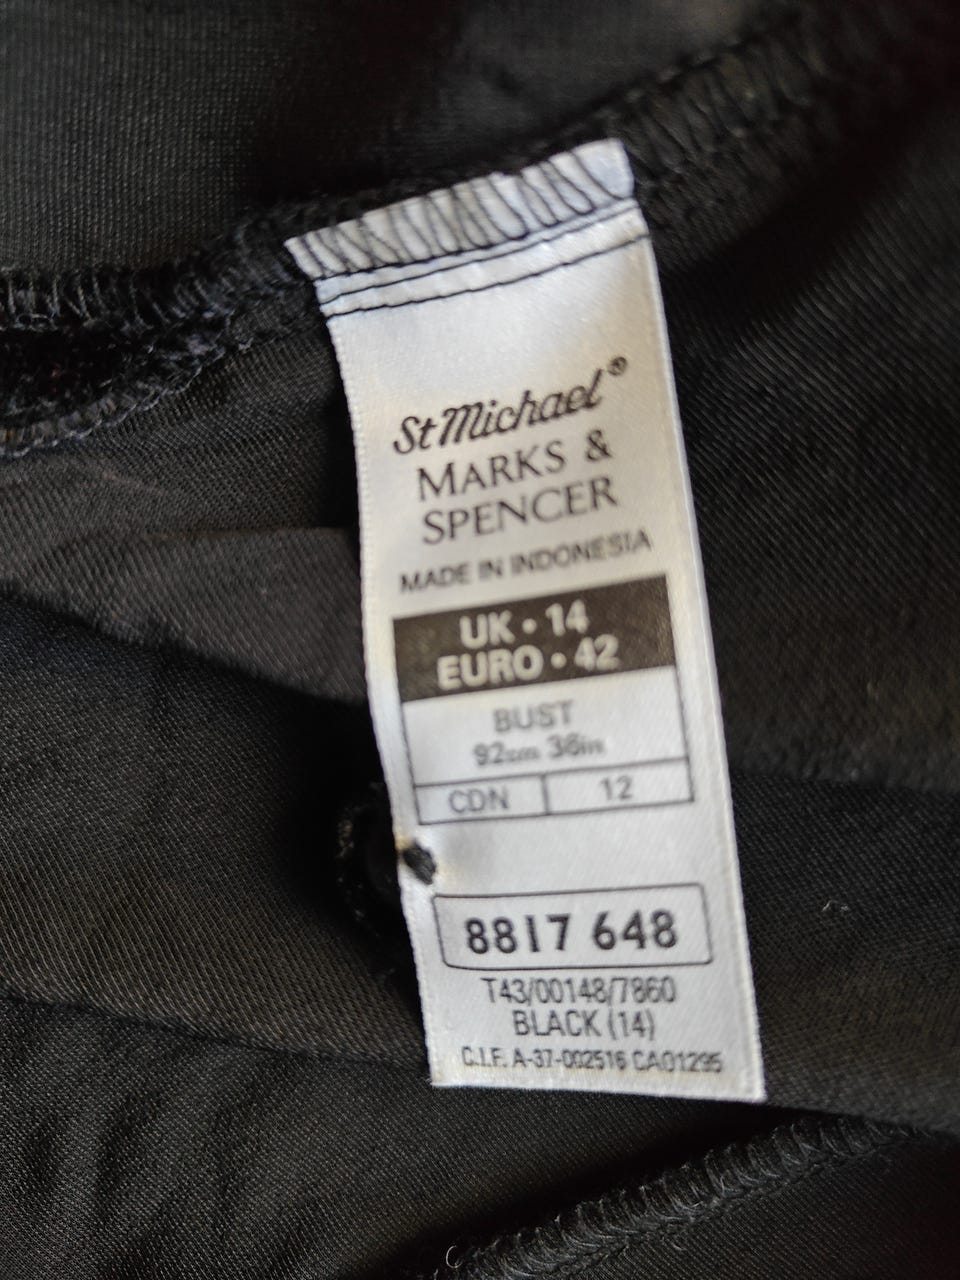 St Michael®
MARKS &
SPENCER
MADE IN INDONESIA
UK • 14
EURO • 42
BUST
92cm 36in
CDN 12
8817 648
T43/00148/7860
BLACK (14)
C.I.F. A-37-002516 CA01295